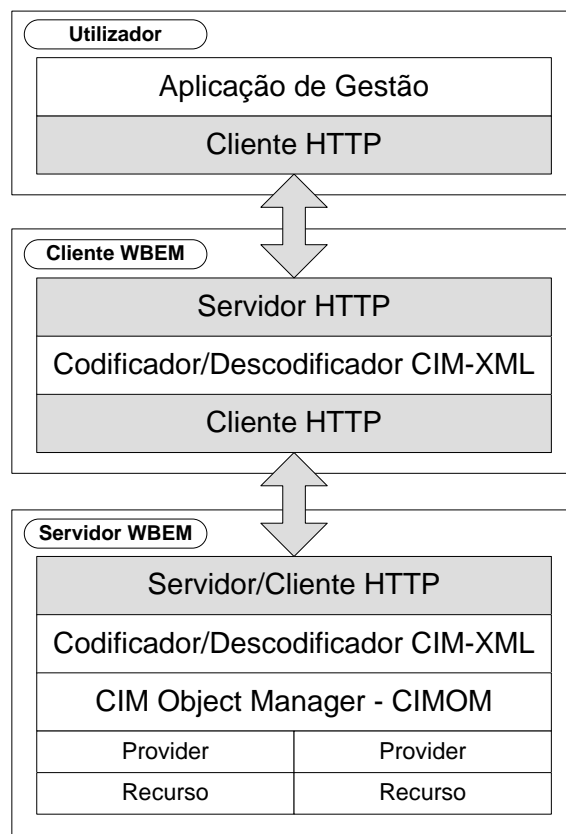 Utilizador
Aplicação de Gestão
Cliente HTTP
Cliente WBEM
Servidor HTTP
Codificador/Descodificador CIM-XML
Cliente HTTP
Servidor WBEM
Servidor/Cliente HTTP
Codificador/Descodificador CIM-XML
CIM Object Manager - CIMOM
Provider Provider
Recurso Recurso